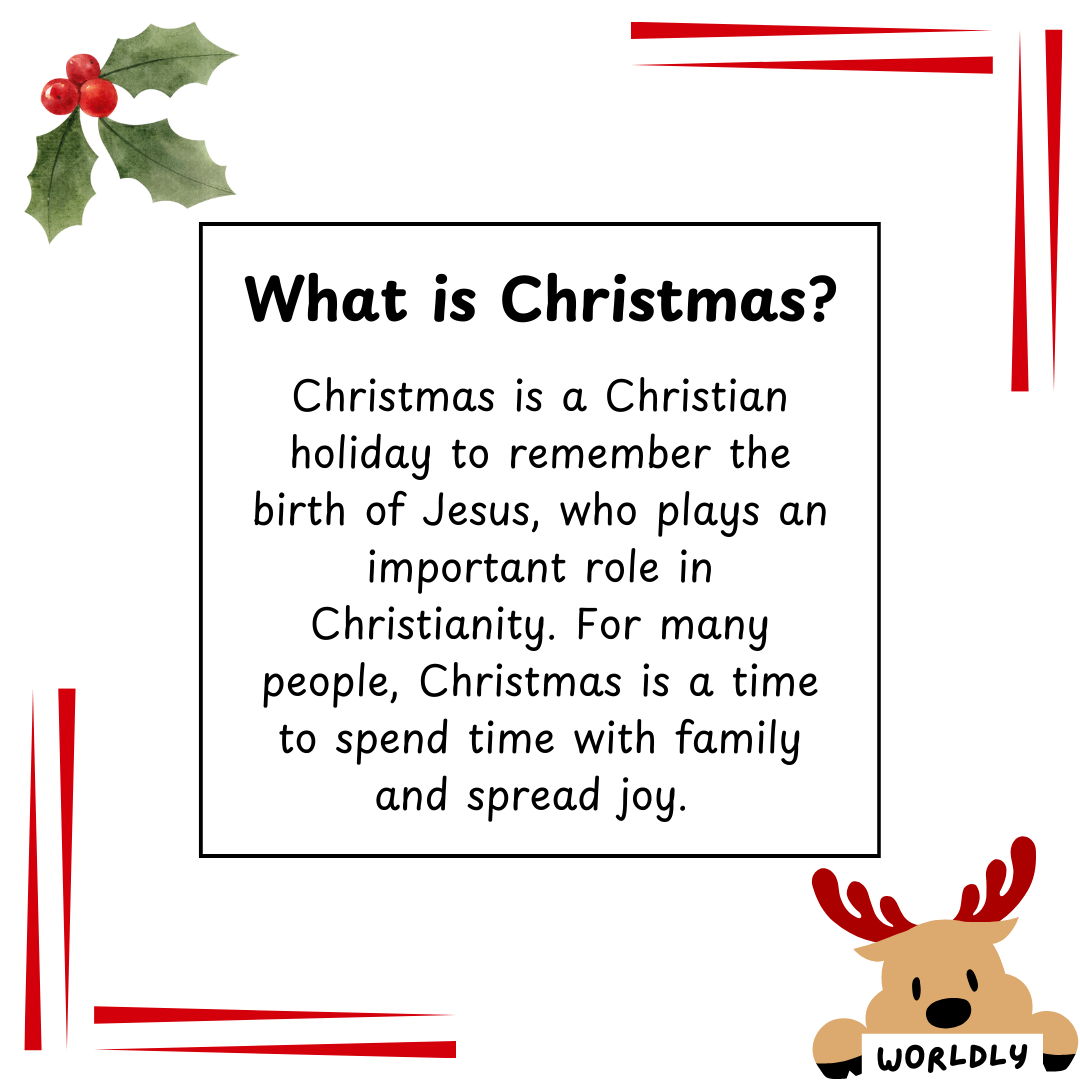 What is Christmas?
Christmas is a Christian
holiday to remember the
birth of Jesus, who plays an
important role in
Christianity. For many
people, Christmas is a time
to spend time with family
and spread joy.
WORLDLY